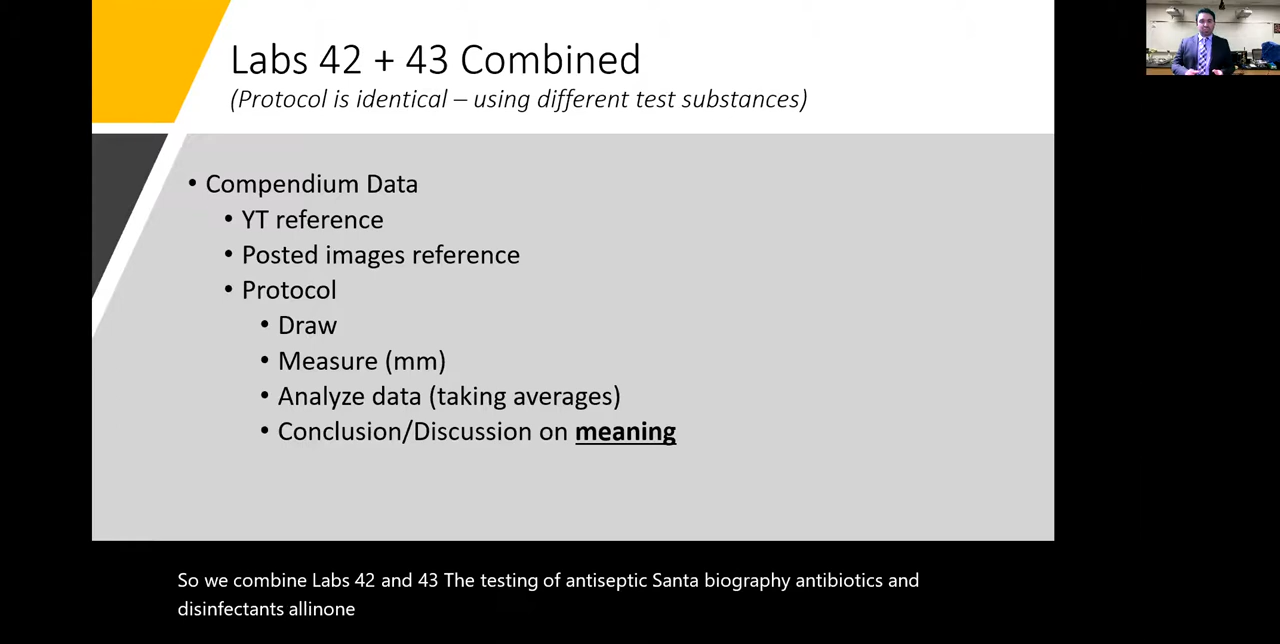 Labs 42 + 43 Combined
(Protocol is identical – using different test substances)
• Compendium Data
• YT reference
• Posted images reference
• Protocol
• Draw
• Measure (mm)
• Analyze data (taking averages)
• Conclusion/Discussion on meaning
So we combine Labs 42 and 43 The testing of antiseptic Santa biography antibiotics and
disinfectants allinone